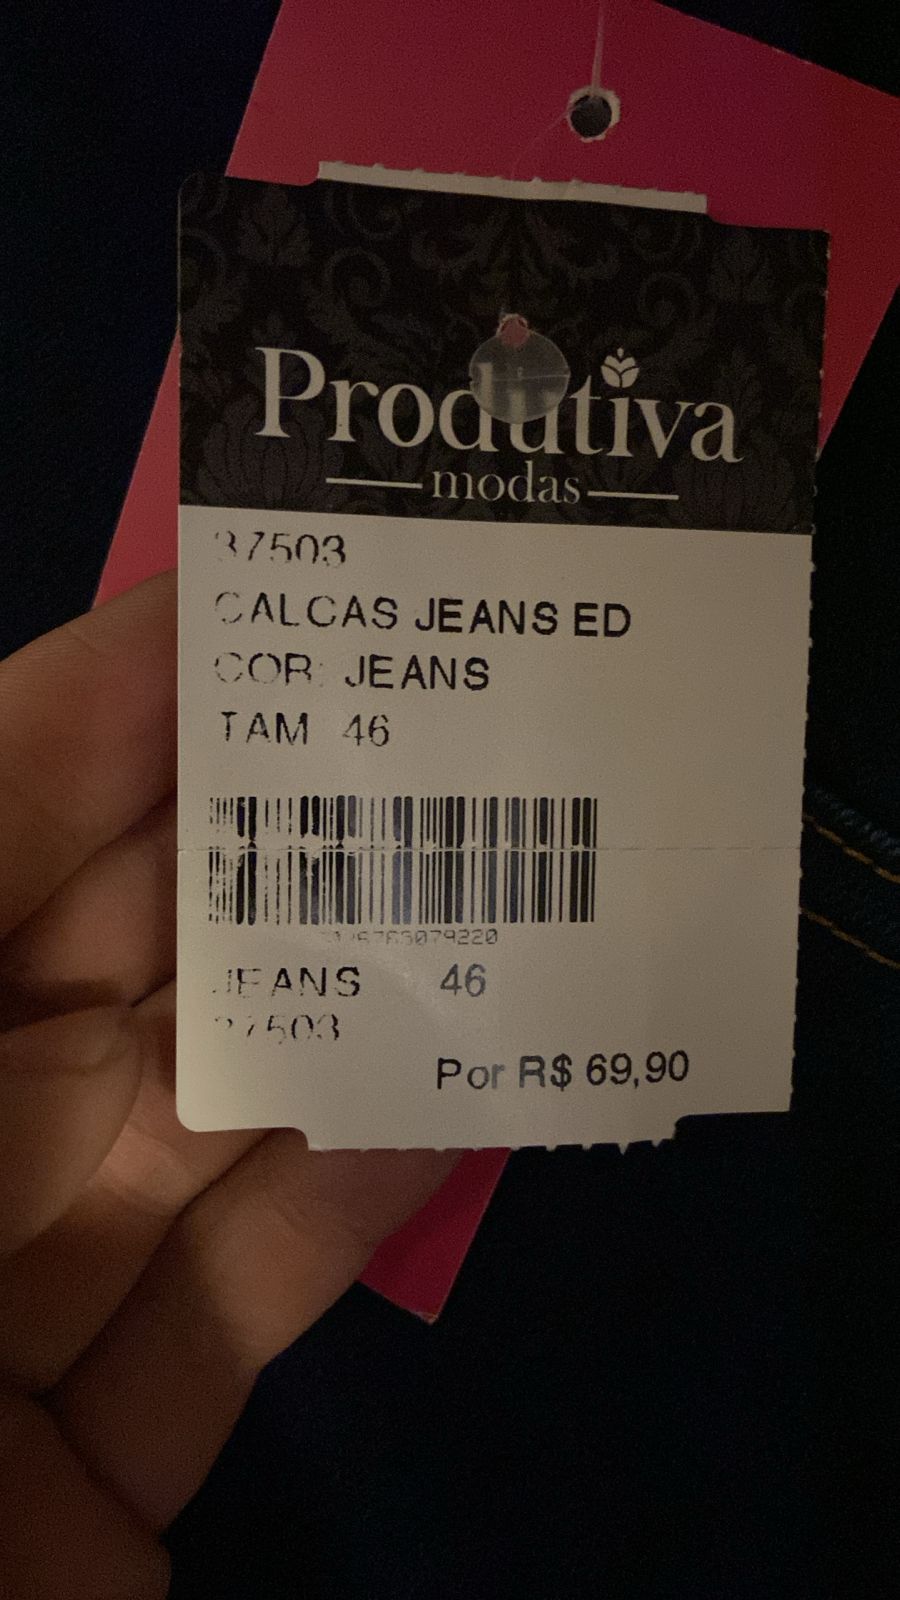 Produtiva
modas
37503
CALCAS JEANS ED
COR: JEANS
TAM 46
JEANS 46
37503
Por R$ 69,90